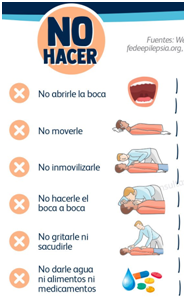 NO
HACER
Fuentes: We
fedeepilepsia.org,
No abrirle la boca
No moverle
No inmovilizarle
No hacerle el
boca a boca
No gritarle ni
sacudirle
No darle agua
ni alimentos ni
medicamentos